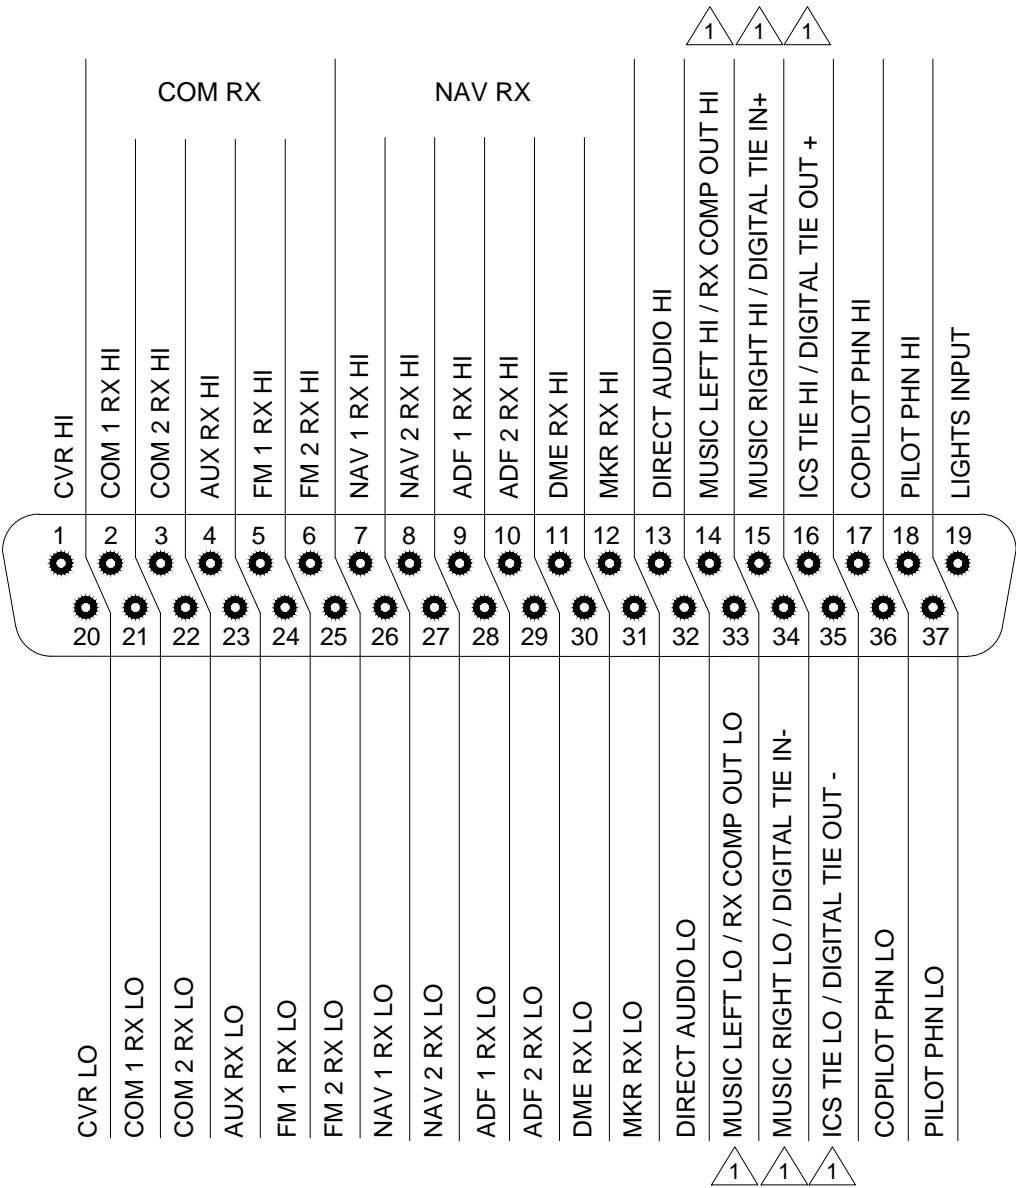 1 1 1
COM RX NAV RX
CVR HI
COM 1 RX HI
COM 2 RX HI
AUX RX HI
FM 1 RX HI
FM 2 RX HI
NAV 1 RX HI
NAV 2 RX HI
ADF 1 RX HI
ADF 2 RX HI
DME RX HI
MKR RX HI
DIRECT AUDIO HI
MUSIC LEFT HI / RX COMP OUT HI
MUSIC RIGHT HI / DIGITAL TIE IN+
ICS TIE HI / DIGITAL TIE OUT +
COPILOT PHN HI
PILOT PHN HI
LIGHTS INPUT
1 2 3 4 5 6 7 8 9 10 11 12 13 14 15 16 17 18 19
20 21 22 23 24 25 26 27 28 29 30 31 32 33 34 35 36 37
CVR LO
COM 1 RX LO
COM 2 RX LO
AUX RX LO
FM 1 RX LO
FM 2 RX LO
NAV 1 RX LO
NAV 2 RX LO
ADF 1 RX LO
ADF 2 RX LO
DME RX LO
MKR RX LO
DIRECT AUDIO LO
MUSIC LEFT LO / RX COMP OUT LO
MUSIC RIGHT LO / DIGITAL TIE IN-
ICS TIE LO / DIGITAL TIE OUT -
COPILOT PHN LO
PILOT PHN LO
1 1 1